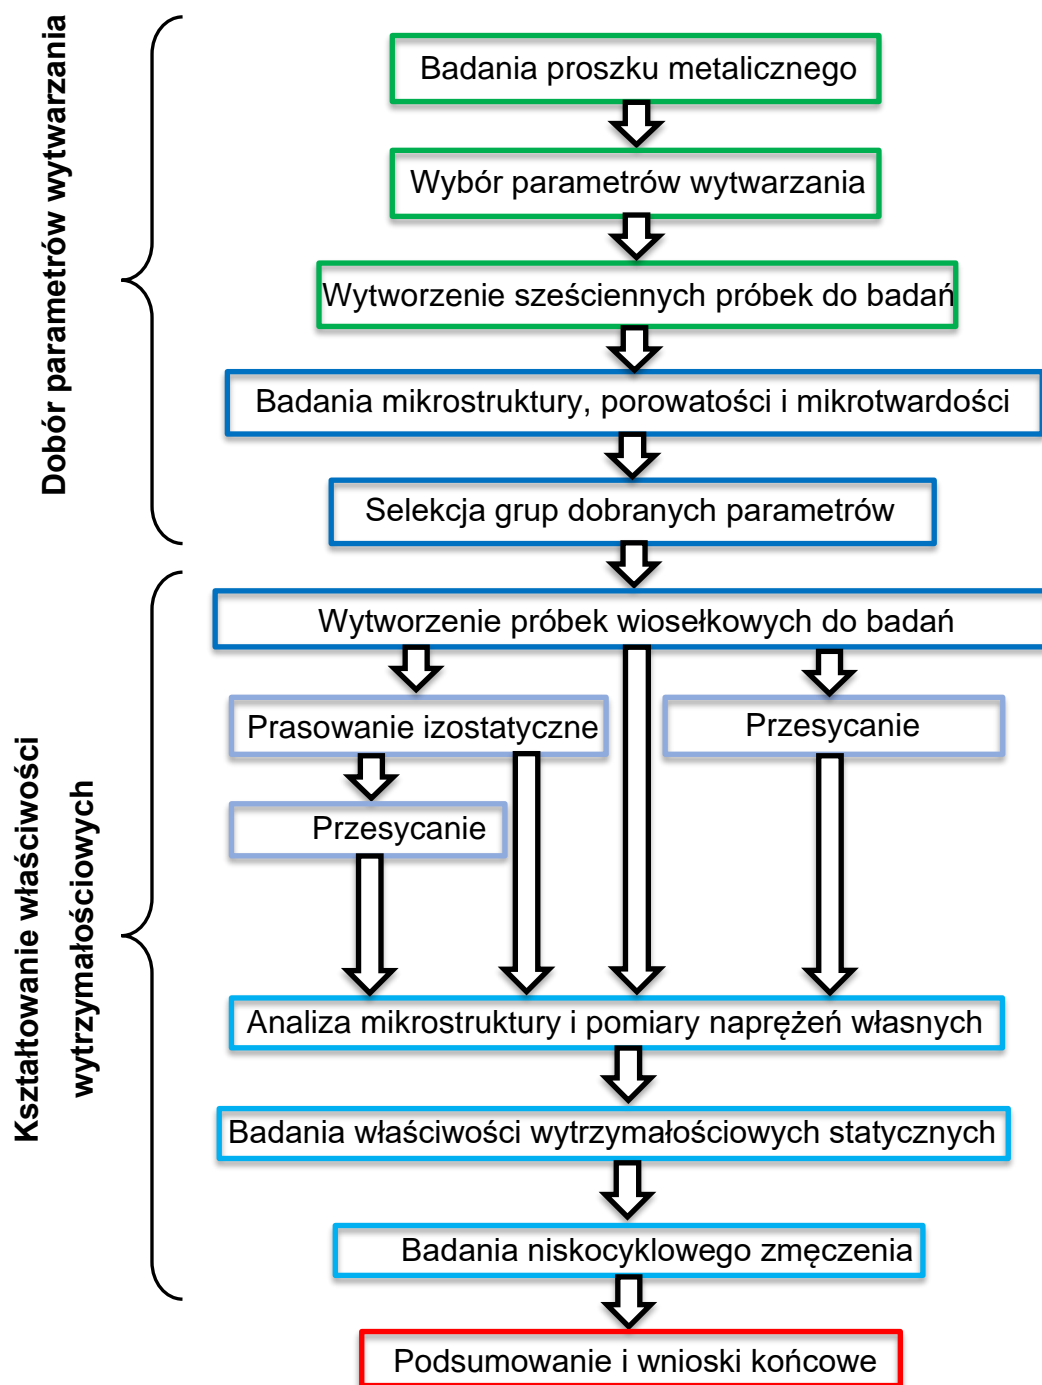 Dobór parametrów wytwarzania
Badania proszku metalicznego
Wybór parametrów wytwarzania
Wytworzenie sześciennych próbek do badań
Badania mikrostruktury, porowatości i mikrotwardości
Selekcja grup dobranych parametrów
Kształtowanie właściwości
wytrzymałościowych
Wytworzenie próbek wiosełkowych do badań
Prasowanie izostatyczne
Przesycanie
Przesycanie
Analiza mikrostruktury i pomiary naprężeń własnych
Badania właściwości wytrzymałościowych statycznych
Badania niskocyklowego zmęczenia
Podsumowanie i wnioski końcowe